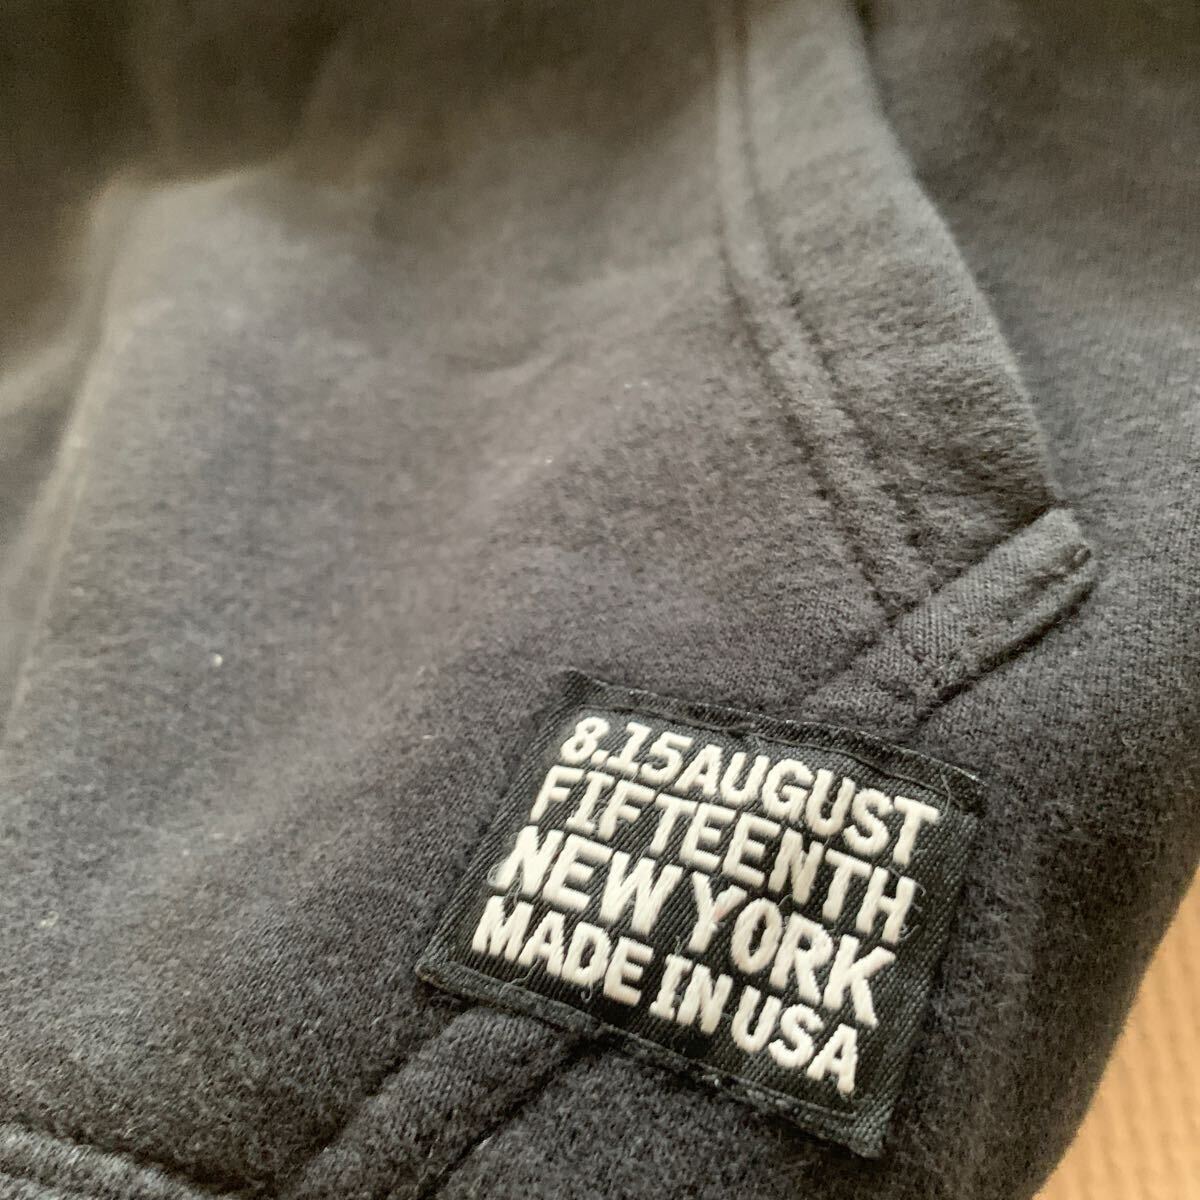 8.15AUGUST
FIFTEENTH
NEW YORK
MADE IN USA